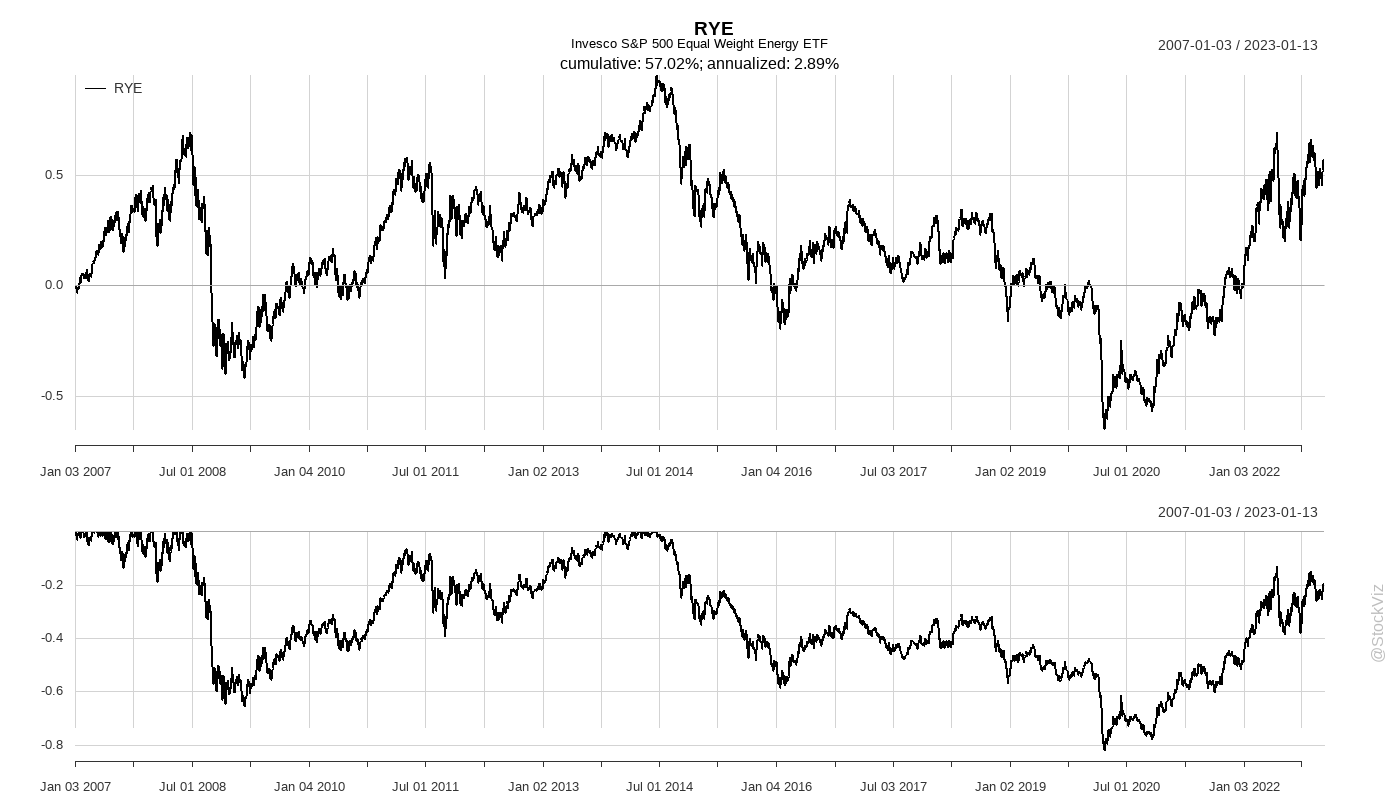 RYE
Invesco S&P 500 Equal Weight Energy ETF
cumulative: 57.02%; annualized: 2.89%
2007-01-03 / 2023-01-13
RYE
0.5
0.0
-0.5
Jan 03 2007 Jul 01 2008 Jan 04 2010 Jul 01 2011 Jan 02 2013 Jul 01 2014 Jan 04 2016 Jul 03 2017 Jan 02 2019 Jul 01 2020 Jan 03 2022
2007-01-03 / 2023-01-13
-0.2
-0.4
-0.6
-0.8
Jan 03 2007 Jul 01 2008 Jan 04 2010 Jul 01 2011 Jan 02 2013 Jul 01 2014 Jan 04 2016 Jul 03 2017 Jan 02 2019 Jul 01 2020 Jan 03 2022
@StockViz